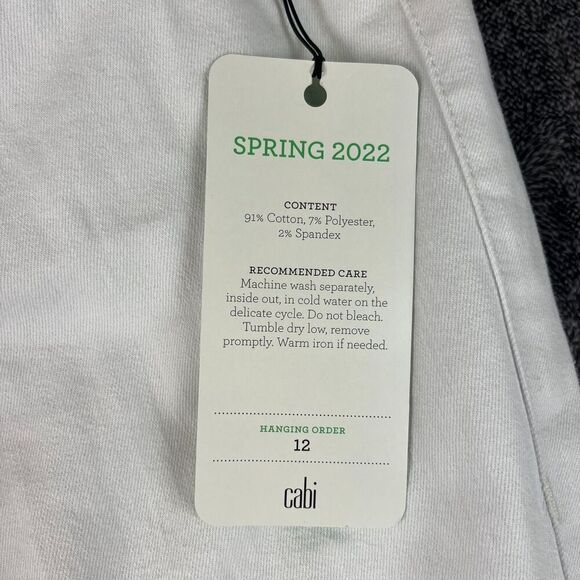 SPRING 2022
CONTENT
91% Cotton, 7% Polyester,
2% Spandex
RECOMMENDED CARE
Machine wash separately,
inside out, in cold water on the
delicate cycle. Do not bleach.
Tumble dry low, remove
promptly. Warm iron if needed.
HANGING ORDER
12
cabi